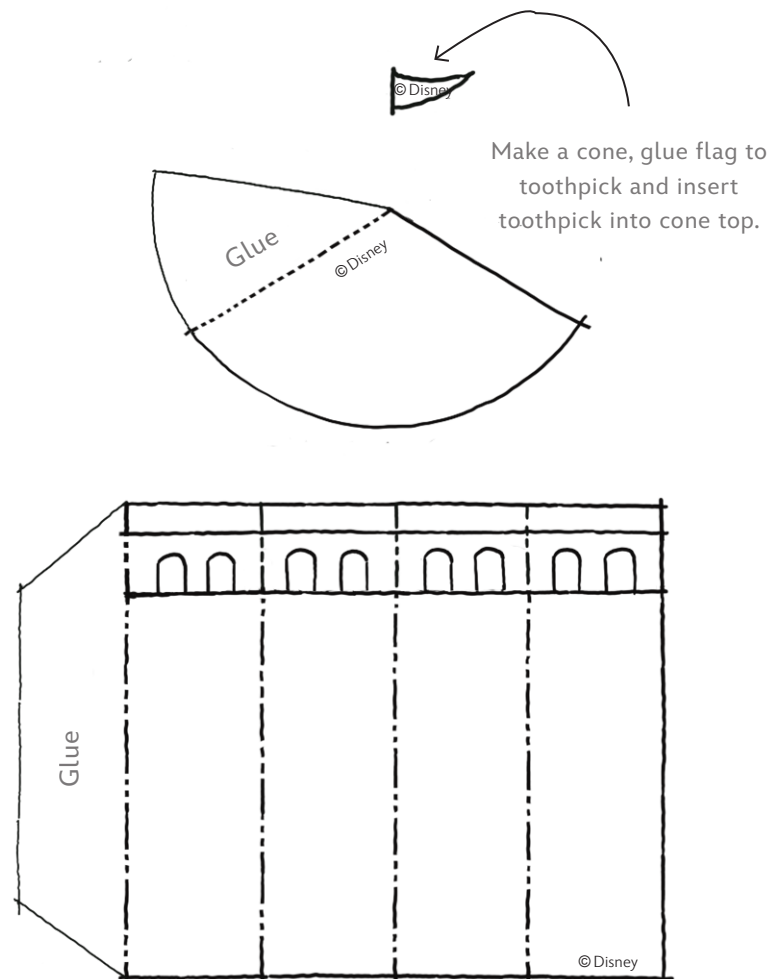 © Disney
Make a cone, glue flag to
toothpick and insert
toothpick into cone top.
Glue
© Disney
Glue
© Disney